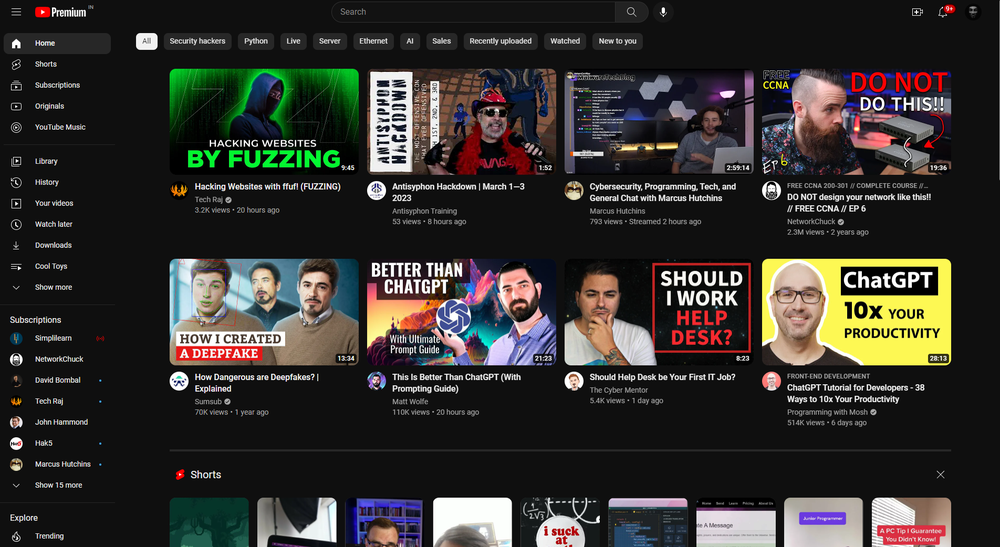 Premium IN
Search
9+
Home
Shorts
Subscriptions
Originals
YouTube Music
Library
History
Your videos
Watch later
Downloads
Cool Toys
Show more
Subscriptions
Simplilearn
NetworkChuck
David Bombal
Tech Raj
John Hammond
Hak5
Marcus Hutchins
Show 15 more
Explore
Trending
All
Security hackers
Python
Live
Server
Ethernet
AI
Sales
Recently uploaded
Watched
New to you
HACKING WEBSITES
BY FUZZING
9:45
Hacking Websites with ffuf! (FUZZING)
Tech Raj
3.2K views • 20 hours ago
ANTISYPHON
HACKDOWN
1ST, 2ND, & 3RD
1:52
Antisyphon Hackdown | March 1—3
2023
Antisyphon Training
53 views • 8 hours ago
MalwareTechBlog
2:59:14
Cybersecurity, Programming, Tech, and
General Chat with Marcus Hutchins
Marcus Hutchins
793 views • Streamed 2 hours ago
FREE
CCNA
DO NOT
DO THIS!!
Ep 6
19:36
FREE CCNA 200-301 // COMPLETE COURSE //...
DO NOT design your network like this!!
// FREE CCNA // EP 6
NetworkChuck
2.3M views • 2 years ago
HOW I CREATED
A DEEPFAKE
13:34
How Dangerous are Deepfakes? |
Explained
Sumsub
70K views • 1 year ago
BETTER THAN
CHATGPT
With Ultimate
Prompt Guide
21:23
This Is Better Than ChatGPT (With
Prompting Guide)
Matt Wolfe
110K views • 20 hours ago
SHOULD
I WORK
HELP
DESK?
8:23
Should Help Desk be Your First IT Job?
The Cyber Mentor
5.4K views • 1 day ago
ChatGPT
10x YOUR
PRODUCTIVITY
28:13
FRONT-END DEVELOPMENT
ChatGPT Tutorial for Developers - 38
Ways to 10x Your Productivity
Programming with Mosh
514K views • 6 days ago
Shorts
i suck
at
Home Send Learn Pricing About Us
A Message
Junior Programmer
A PC Tip I Guarantee
You Didn't Know!